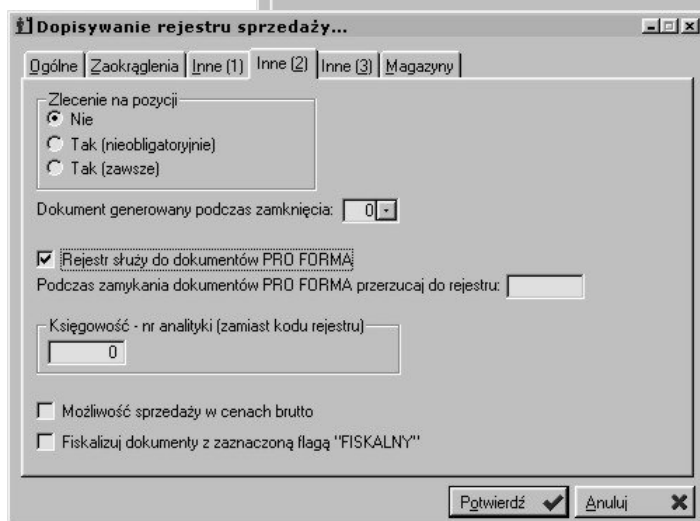 Dopisywanie rejestru sprzedaży...
Ogólne Zaokrąglenia Inne (1) Inne (2) Inne (3) Magazyny
Zlecenie na pozycji
Nie
Tak (nieobligatoryjnie)
Tak (zawsze)
Dokument generowany podczas zamknięcia: 0
Rejestr służy do dokumentów PRO FORMA
Podczas zamykania dokumentów PRO FORMA przerzucaj do rejestru:
Księgowość - nr analityki (zamiast kodu rejestru)
0
Możliwość sprzedaży w cenach brutto
Fiskalizuj dokumenty z zaznaczoną flagą "FISKALNY"
Potwierdź Anuluj